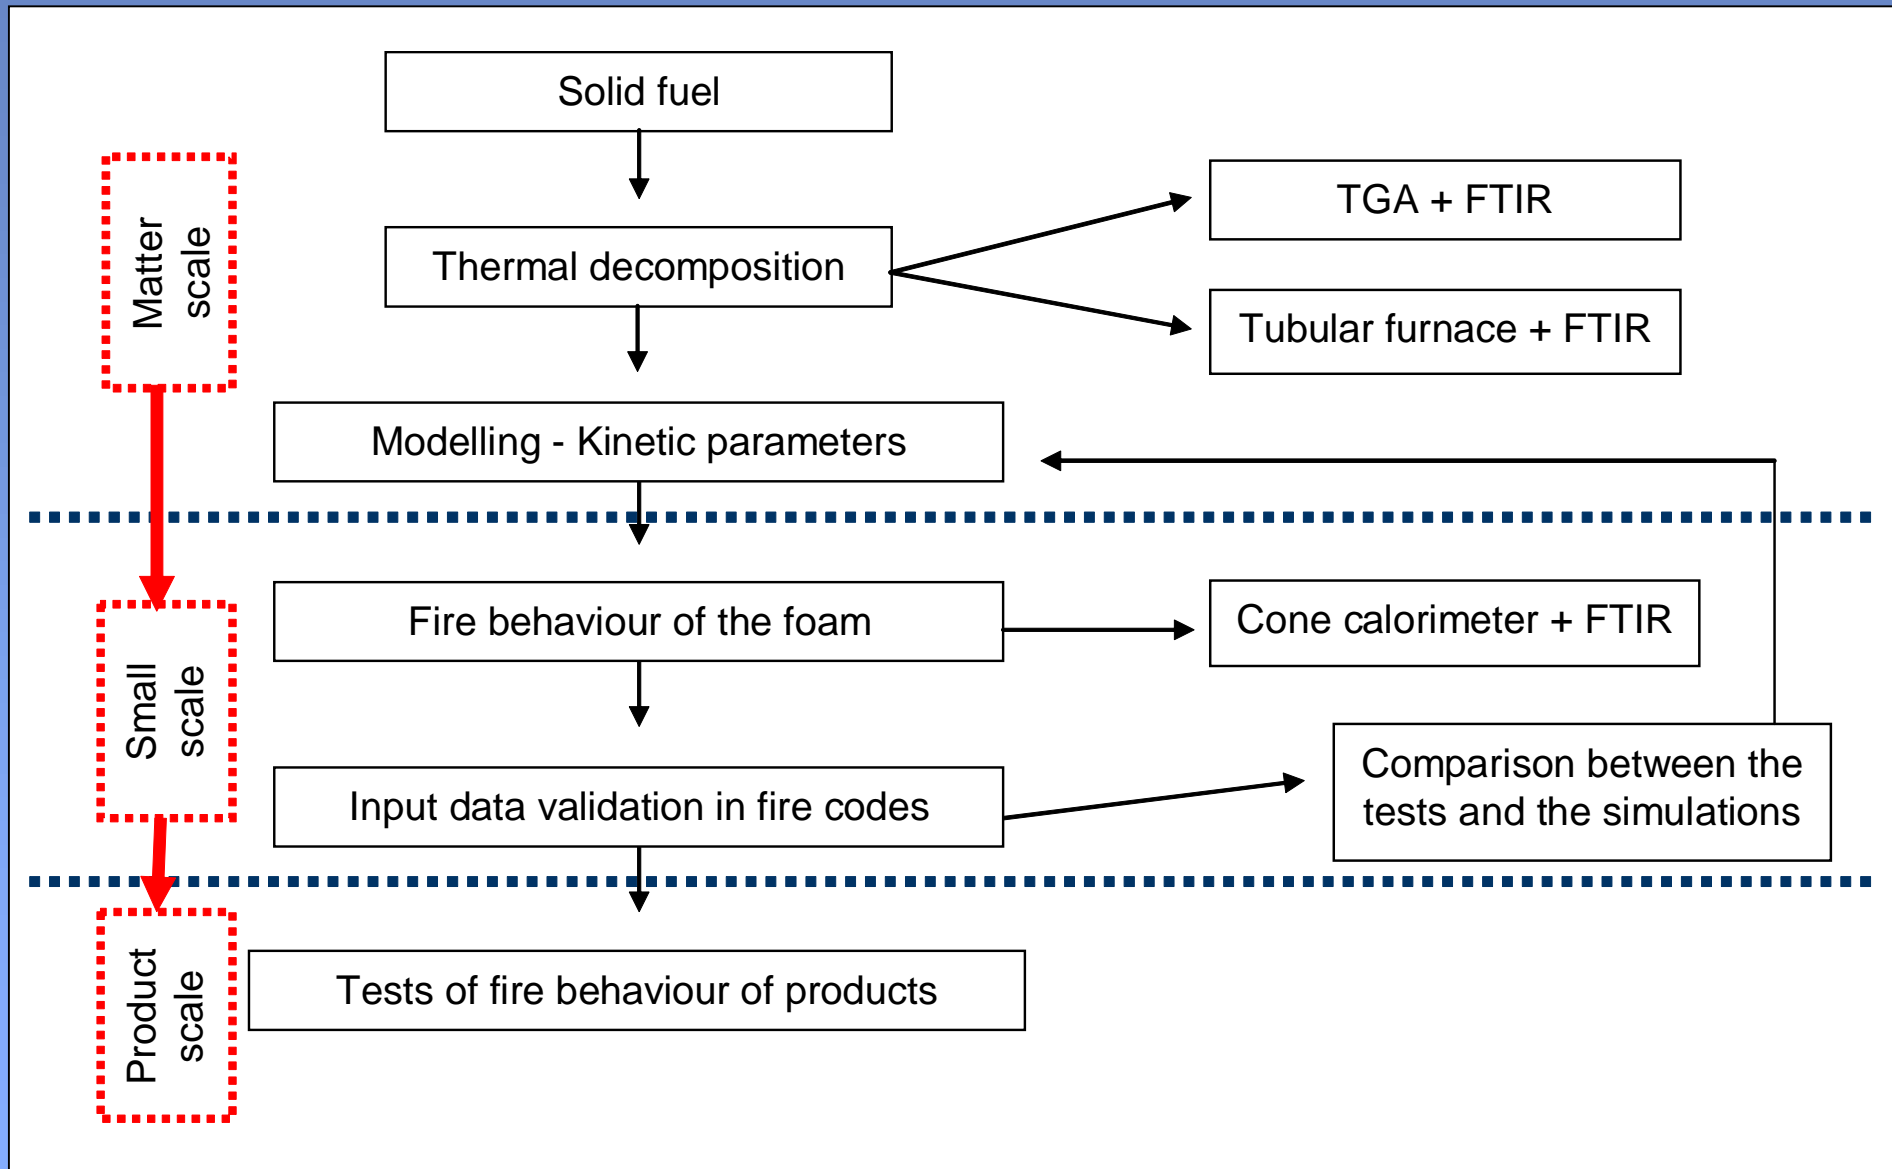 Solid fuel
Matter
scale
TGA + FTIR
Thermal decomposition
Tubular furnace + FTIR
Modelling - Kinetic parameters
Small
scale
Fire behaviour of the foam
Cone calorimeter + FTIR
Input data validation in fire codes
Comparison between the
tests and the simulations
Product
scale
Tests of fire behaviour of products